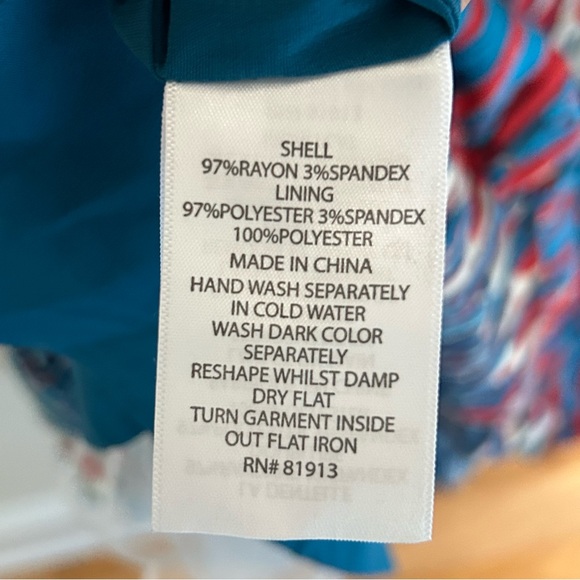 SHELL
97%RAYON 3%SPANDEX
LINING
97%POLYESTER 3%SPANDEX
100%POLYESTER
MADE IN CHINA
HAND WASH SEPARATELY
IN COLD WATER
WASH DARK COLOR
SEPARATELY
RESHAPE WHILST DAMP
DRY FLAT
TURN GARMENT INSIDE
OUT FLAT IRON
RN# 81913